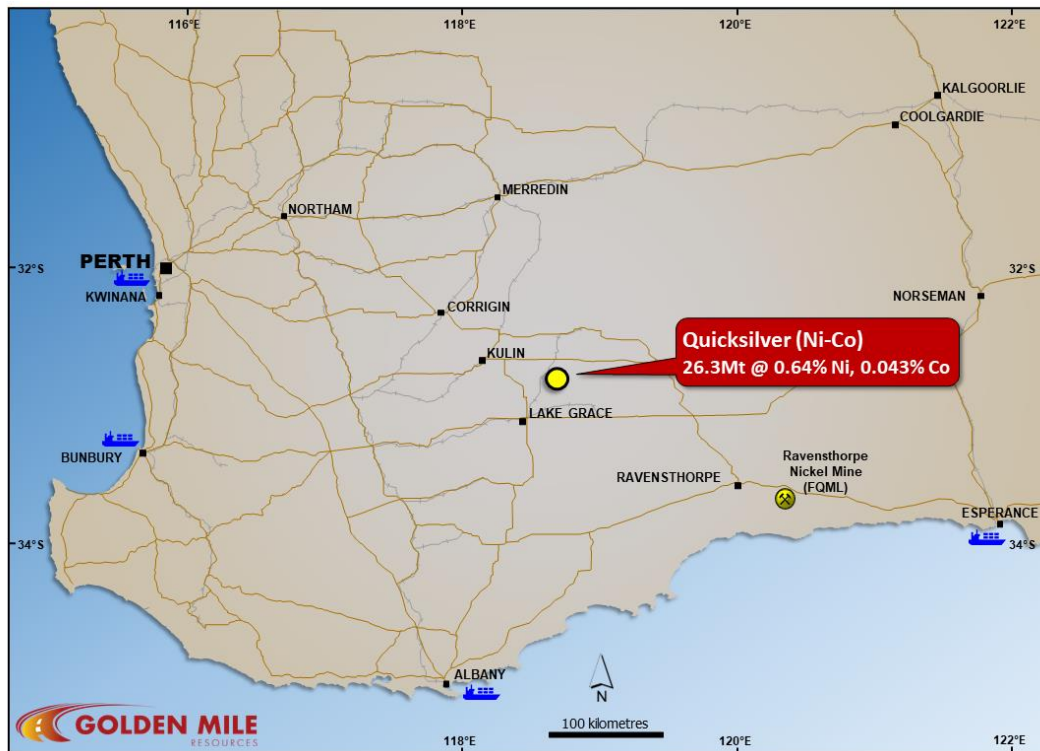 116°E
118°E
120°E
122°E
KALGOORLIE
COOLGARDIE
MERREDIN
NORTHAM
PERTH
32°S
32°S
KWINANA
NORSEMAN
CORRIGIN
Quicksilver (Ni-Co)
26.3Mt @ 0.64% Ni, 0.043% Co
KULIN
LAKE GRACE
BUNBURY
Ravensthorpe
Nickel Mine
(FQML)
RAVENSTHORPE
ESPERANCE
34°S
34°S
ALBANY
N
100 kilometres
GOLDEN MILE
RESOURCES
118°E
120°E
122°E